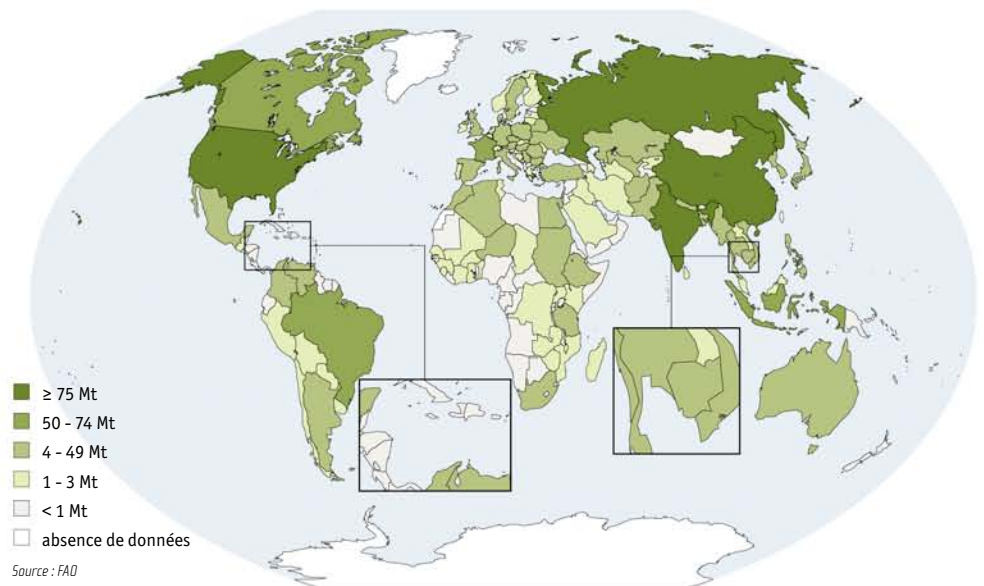 ≥ 75 Mt
50 - 74 Mt
4 - 49 Mt
1 - 3 Mt
< 1 Mt
absence de données
Source : FAO